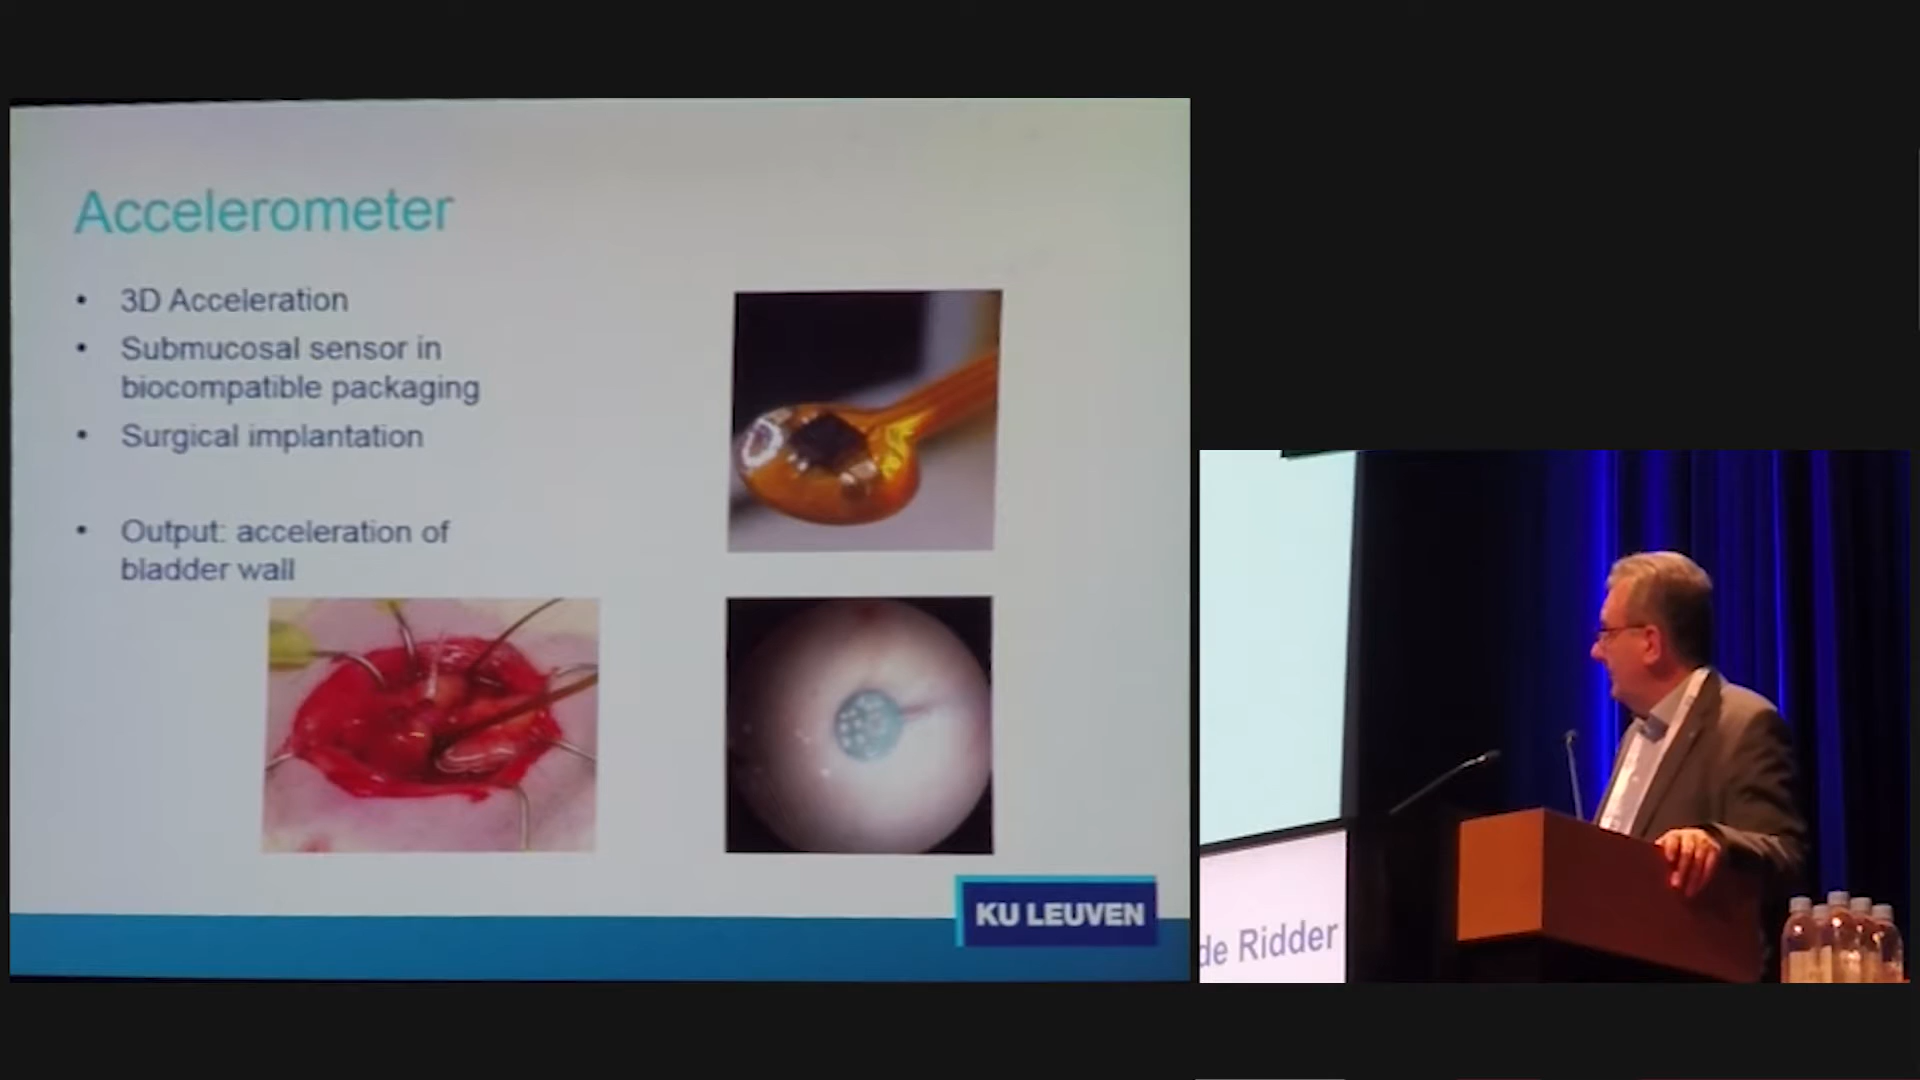 Accelerometer
• 3D Acceleration
• Submucosal sensor in
biocompatible packaging
• Surgical implantation
• Output: acceleration of
bladder wall
KU LEUVEN
de Ridder